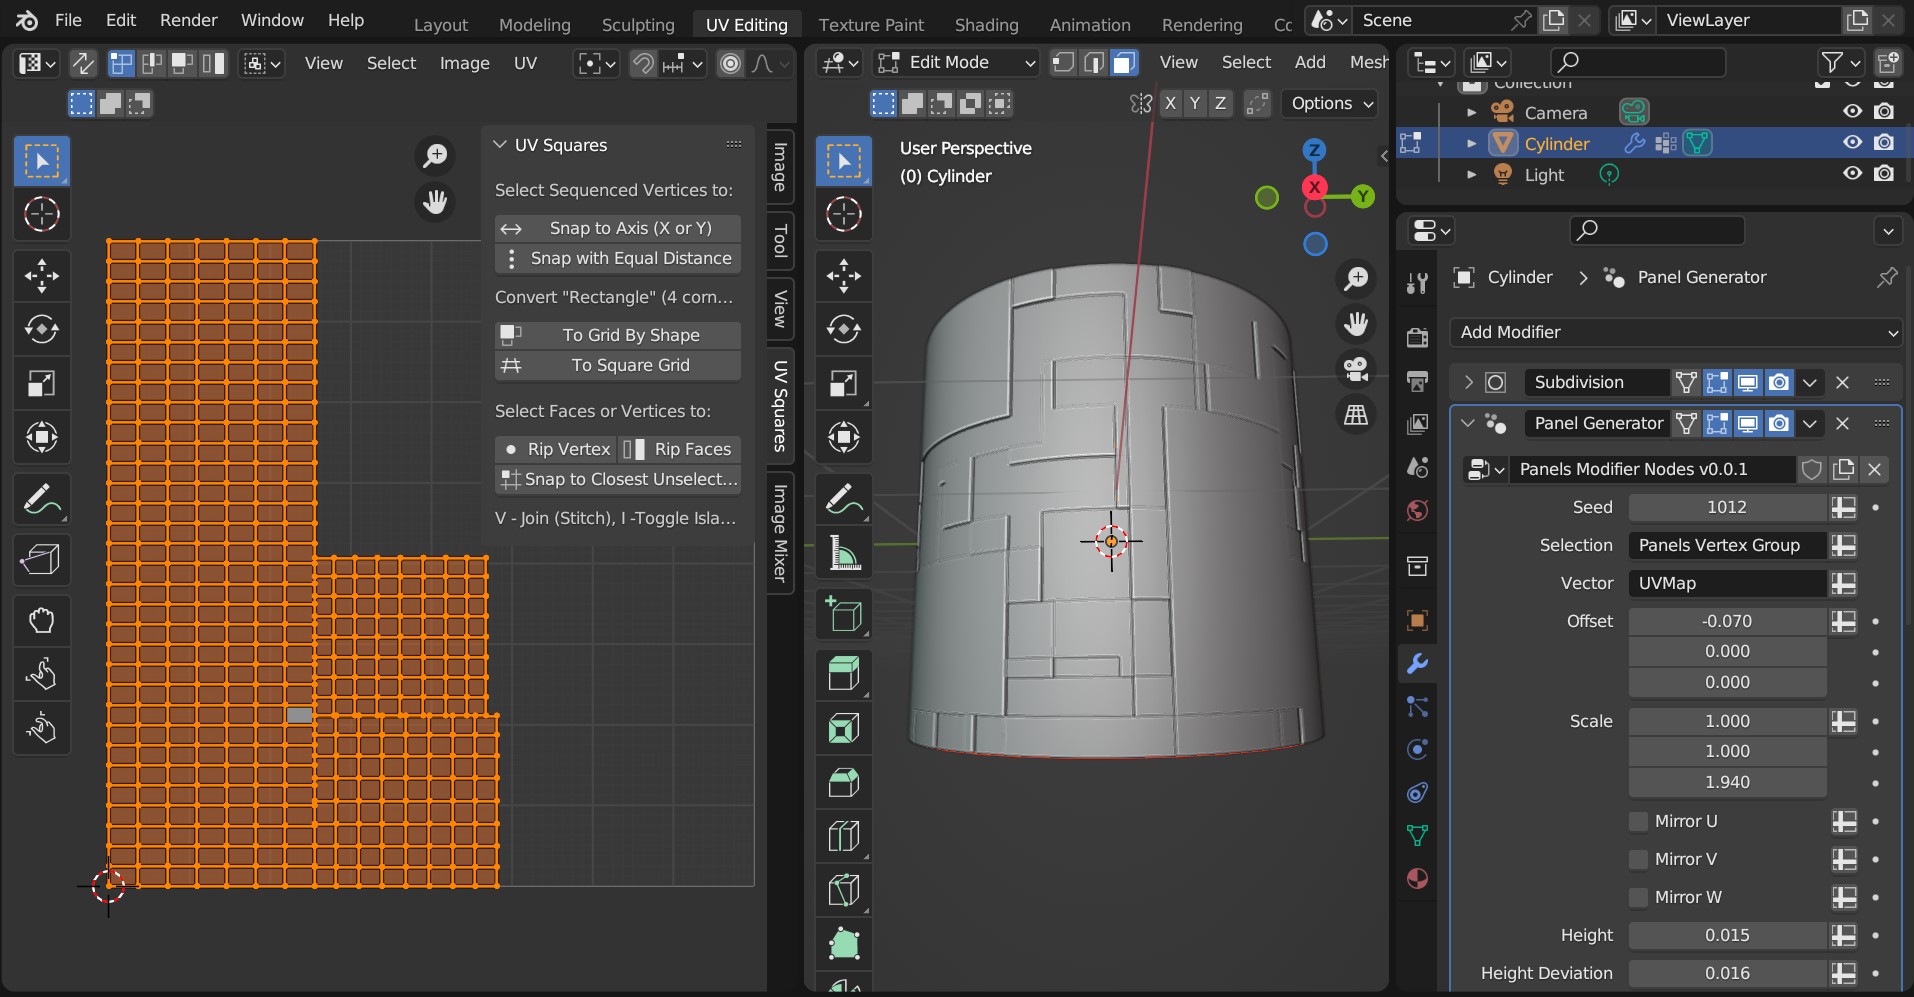 File Edit Render Window Help Layout Modeling Sculpting UV Editing Texture Paint Shading Animation Rendering Cc Scene ViewLayer
View Select Image UV
Edit Mode View Select Add Mesh
X Y Z Options
UV Squares
Select Sequenced Vertices to:
Snap to Axis (X or Y)
Snap with Equal Distance
Convert "Rectangle" (4 corn...
To Grid By Shape
To Square Grid
Select Faces or Vertices to:
Rip Vertex Rip Faces
Snap to Closest Unselect...
V - Join (Stitch), I -Toggle Isla...
Image
Tool
View
UV Squares
Image Mixer
User Perspective
(0) Cylinder
Z
X
Y
Collection
Camera
Cylinder
Light
Cylinder > Panel Generator
Add Modifier
Subdivision
Panel Generator
Panels Modifier Nodes v0.0.1
Seed 1012
Selection Panels Vertex Group
Vector UVMap
Offset -0.070
0.000
0.000
Scale 1.000
1.000
1.940
Mirror U
Mirror V
Mirror W
Height 0.015
Height Deviation 0.016